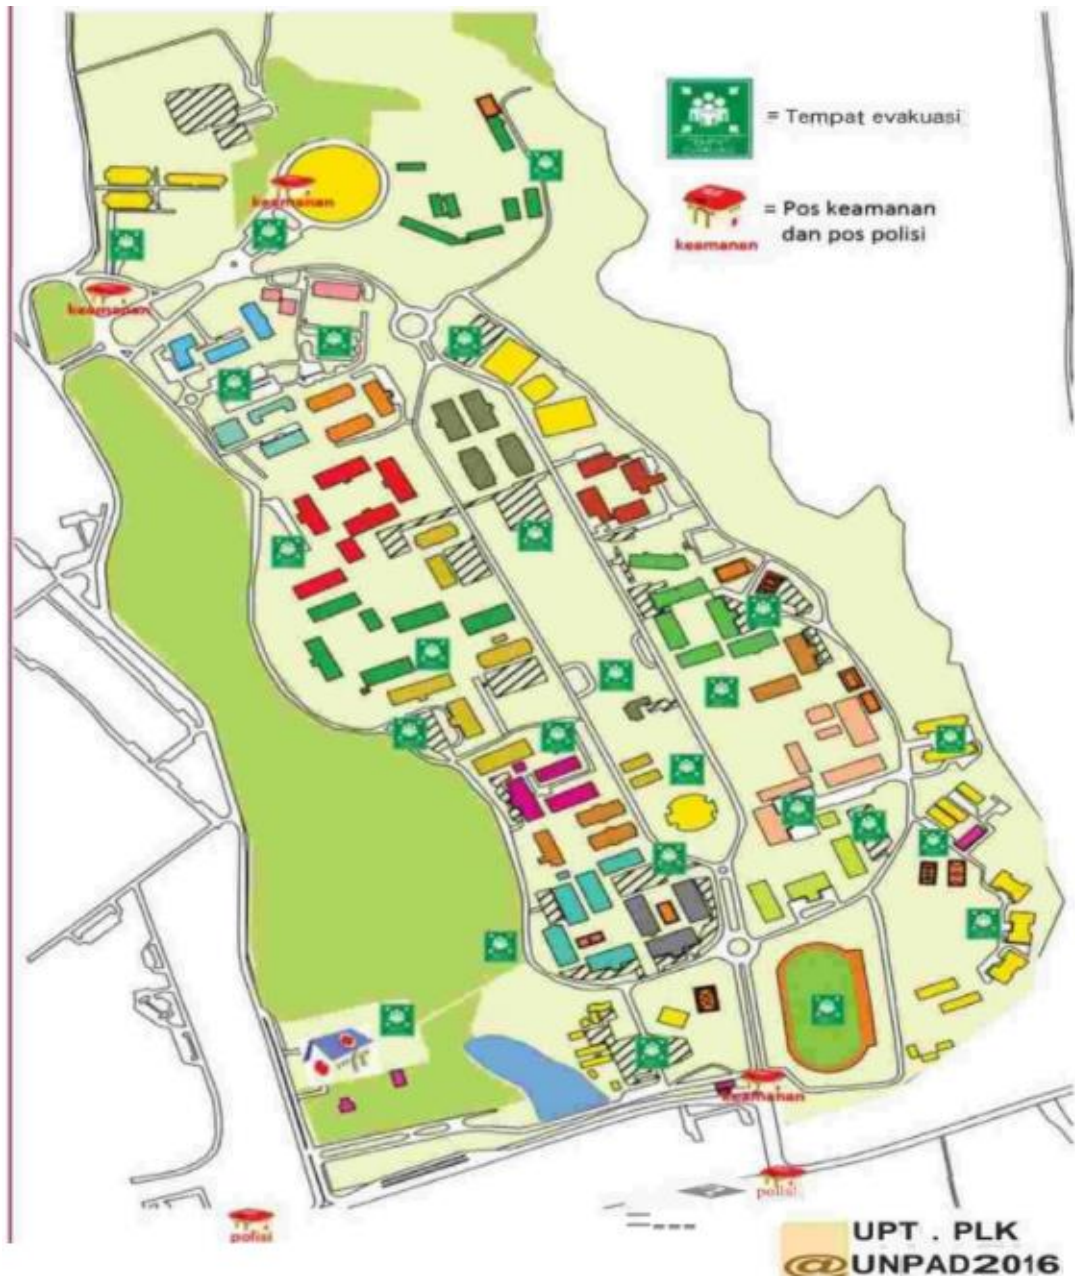 = Tempat evakuasi
= Pos keamanan
dan pos polisi
keamanan
keamanan
keamanan
keamanan
polisi
polisi
UPT . PLK
@UNPAD2016